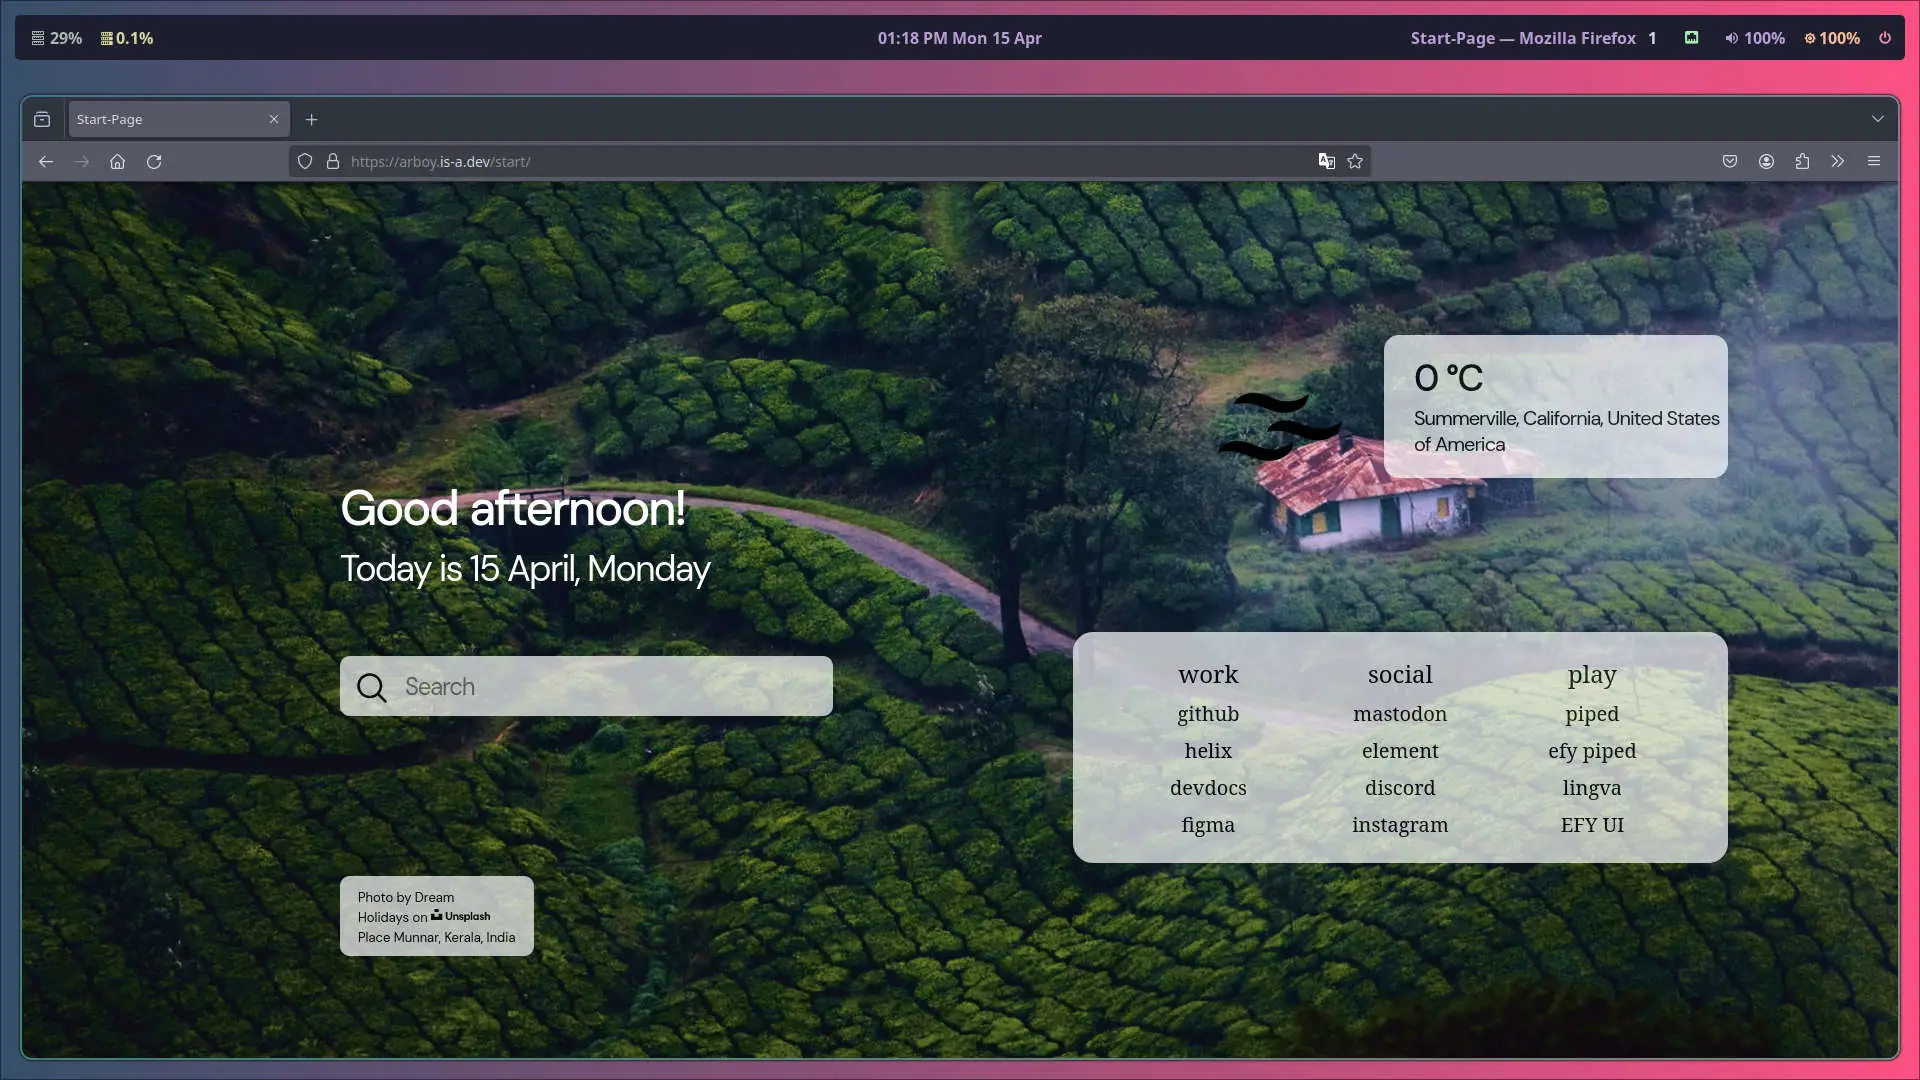 29% 0.1% 01:18 PM Mon 15 Apr Start-Page — Mozilla Firefox 1 100% 100%
Start-Page
https://arboy.is-a.dev/start/
0 °C
Summerville, California, United States
of America
Good afternoon!
Today is 15 April, Monday
Search
work social play
github mastodon piped
helix element efy piped
devdocs discord lingva
figma instagram EFY UI
Photo by Dream
Holidays on Unsplash
Place Munnar, Kerala, India